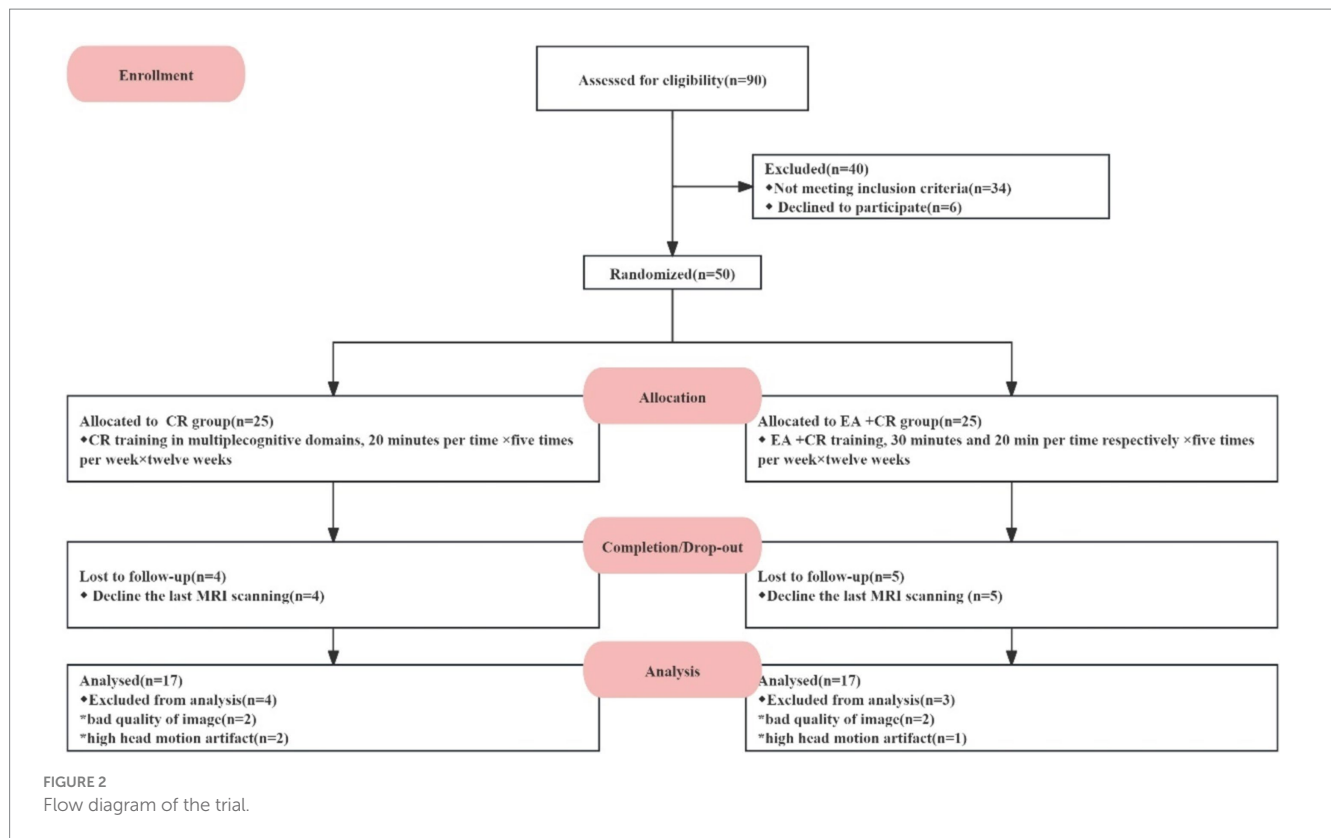 Enrollment
Assessed for eligibility(n=90)
Excluded(n=40)
◆Not meeting inclusion criteria(n=34)
◆ Declined to participate(n=6)
Randomized(n=50)
Allocation
Allocated to CR group(n=25)
◆CR training in multiplecognitive domains, 20 minutes per time ×five times
per week×twelve weeks
Allocated to EA +CR group(n=25)
◆ EA +CR training, 30 minutes and 20 min per time respectively ×five times
per week×twelve weeks
Completion/Drop-out
Lost to follow-up(n=4)
◆ Decline the last MRI scanning(n=4)
Lost to follow-up(n=5)
◆Decline the last MRI scanning (n=5)
Analysis
Analysed(n=17)
◆Excluded from analysis(n=4)
*bad quality of image(n=2)
*high head motion artifact(n=2)
Analysed(n=17)
◆Excluded from analysis(n=3)
*bad quality of image(n=2)
*high head motion artifact(n=1)
FIGURE 2
Flow diagram of the trial.